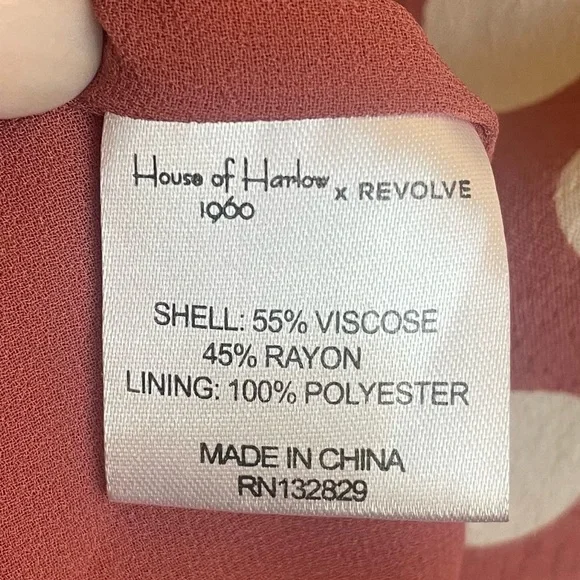 House of Harlow x REVOLVE
1960
SHELL: 55% VISCOSE
45% RAYON
LINING: 100% POLYESTER
MADE IN CHINA
RN132829